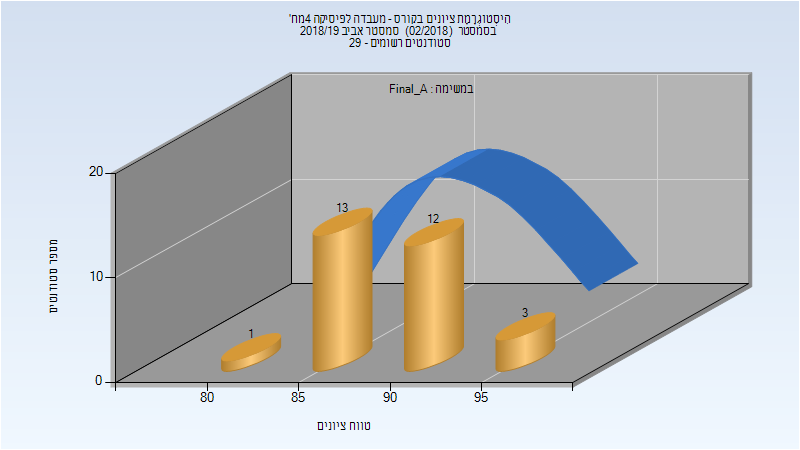 היסטוגרמת ציונים בקורס - מעבדה לפיסיקה 4מח'
בסמסטר (02/2018) סמסטר אביב 2018/19
סטודנטים רשומים - 29
במשימה : Final_A
מספר סטודנטים
20
10
0
1
13
12
3
80
85
90
95
טווח ציונים